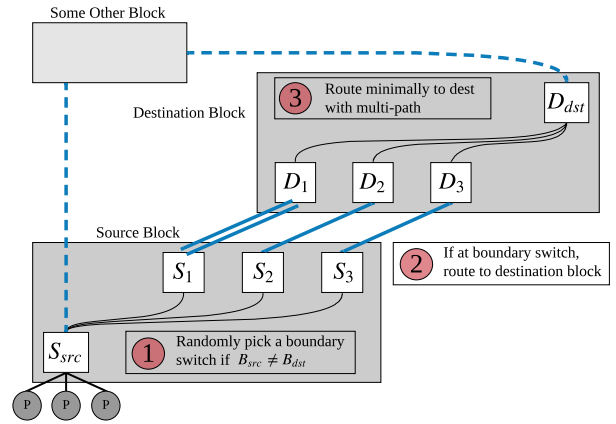 Some Other Block
3
Route minimally to dest
with multi-path
D_dst
Destination Block
D_1
D_2
D_3
Source Block
S_1
S_2
S_3
2
If at boundary switch,
route to destination block
S_src
1
Randomly pick a boundary
switch if B_src ≠ B_dst
P
P
P